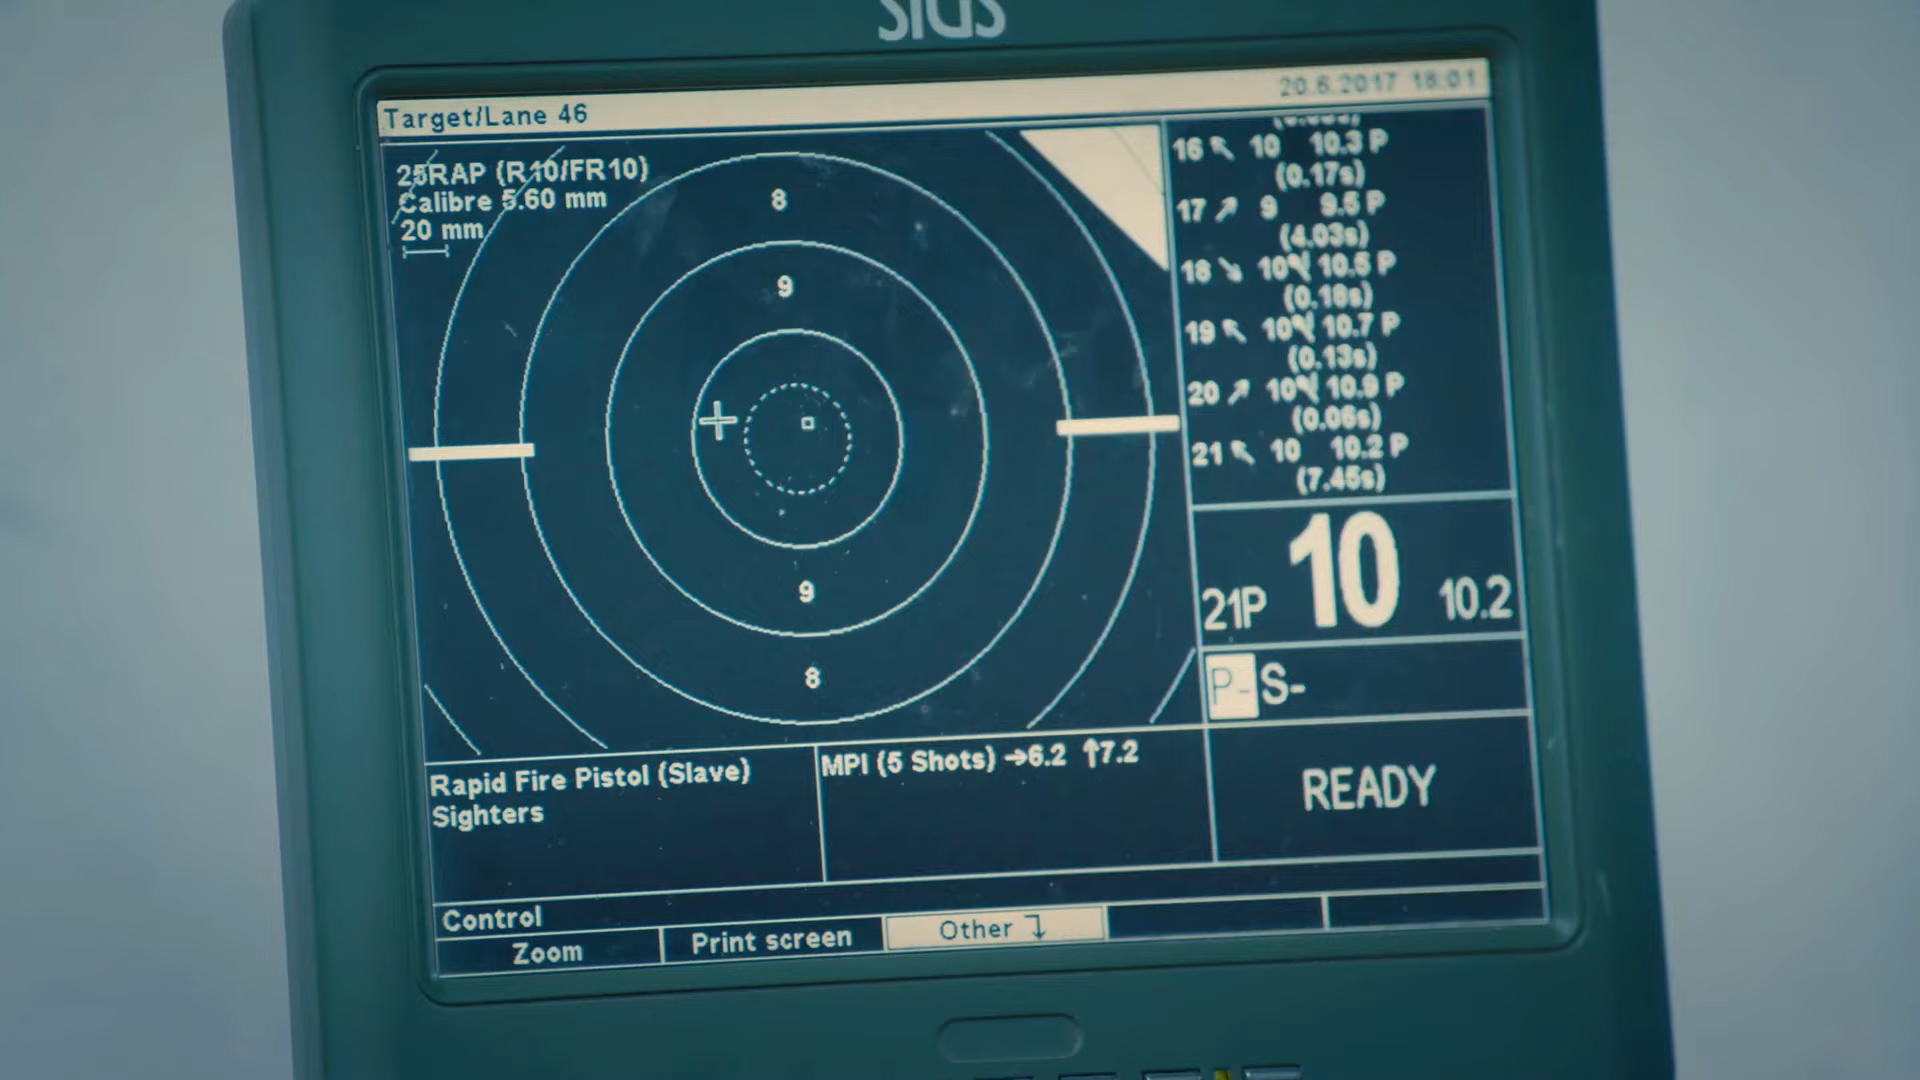 SIUS
Target/Lane 46
20.6.2017 18:01
25RAP (R10/FR10)
Calibre 5.60 mm
20 mm
8
9
9
8
16 ↖ 10 10.3 P
(0.17s)
17 ↗ 9 9.5 P
(4.03s)
18 ↘ 10 10.5 P
(0.18s)
19 ↖ 10 10.7 P
(0.13s)
20 ↗ 10 10.9 P
(0.06s)
21 ↖ 10 10.2 P
(7.45s)
21P 10 10.2
P- S-
Rapid Fire Pistol (Slave)
Sighters
MPI (5 Shots) →6.2 ↑7.2
READY
Control
Zoom
Print screen
Other